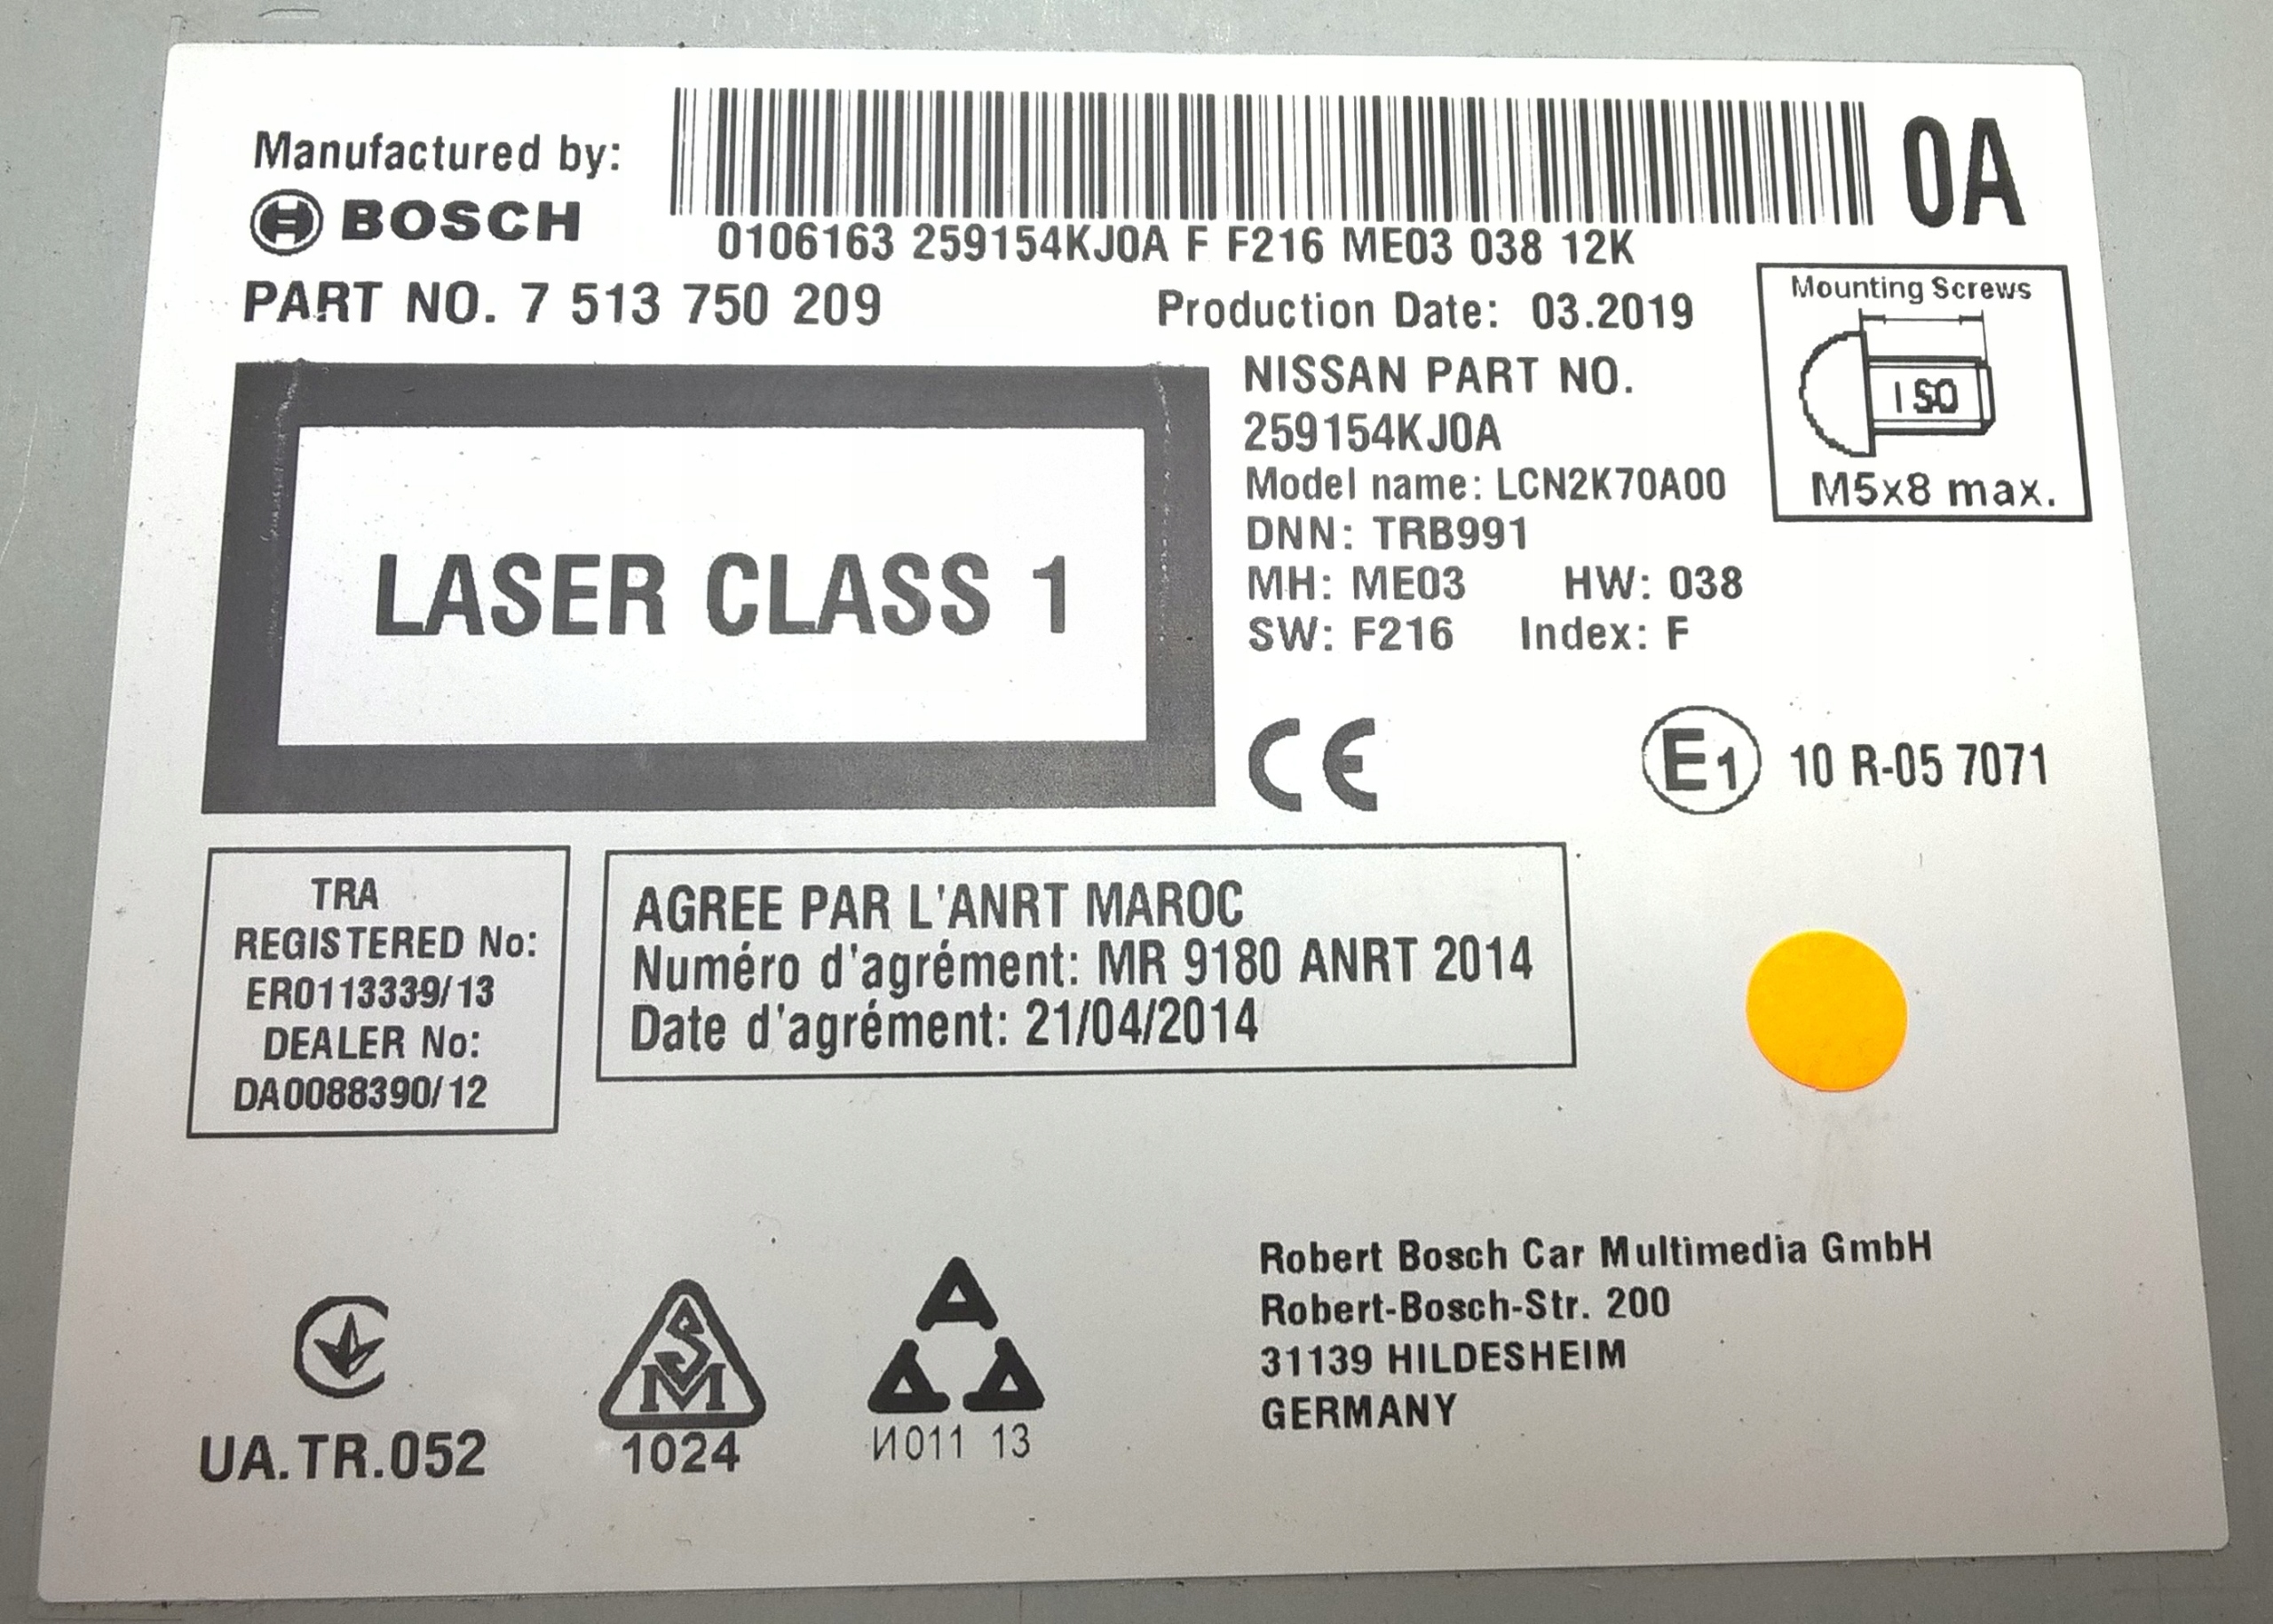 Manufactured by:
BOSCH
0A
0106163 259154KJ0A F F216 ME03 038 12K
PART NO. 7 513 750 209
Production Date: 03.2019
Mounting Screws
ISO
M5x8 max.
NISSAN PART NO.
259154KJ0A
Model name: LCN2K70A00
DNN: TRB991
MH: ME03 HW: 038
SW: F216 Index: F
LASER CLASS 1
CE
E1 10 R-05 7071
TRA
REGISTERED No:
ER0113339/13
DEALER No:
DA0088390/12
AGREE PAR L'ANRT MAROC
Numéro d'agrément: MR 9180 ANRT 2014
Date d'agrément: 21/04/2014
UA.TR.052
SM
1024
И011 13
Robert Bosch Car Multimedia GmbH
Robert-Bosch-Str. 200
31139 HILDESHEIM
GERMANY